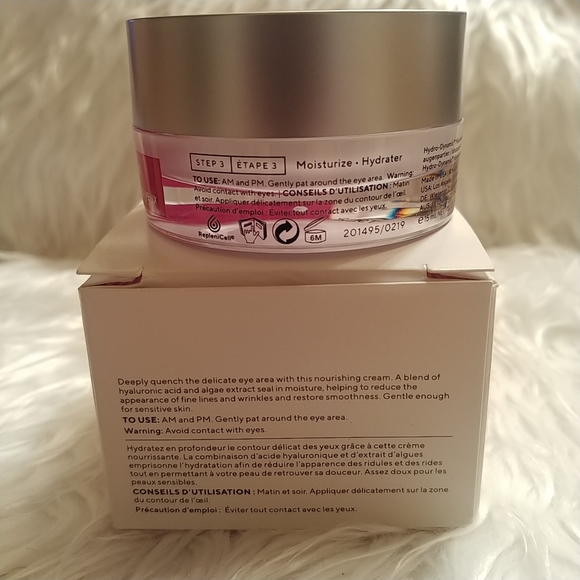 STEP 3 ÉTAPE 3 Moisturize • Hydrater
TO USE: AM and PM. Gently pat around the eye area. Warning:
Avoid contact with eyes. | CONSEILS D'UTILISATION : Matin
et soir. Appliquer délicatement sur la zone du contour de l'œil.
Précaution d'emploi : Éviter tout contact avec les yeux.
RepleniCell®
6M
201495/0219
Hydro-Dynamic
augenpartie
Made in
USA: Los
Deeply quench the delicate eye area with this nourishing cream. A blend of
hyaluronic acid and algae extract seal in moisture, helping to reduce the
appearance of fine lines and wrinkles and restore smoothness. Gentle enough
for sensitive skin.
TO USE: AM and PM. Gently pat around the eye area.
Warning: Avoid contact with eyes.
Hydratez en profondeur le contour délicat des yeux grâce à cette crème
nourrissante. La combinaison d'acide hyaluronique et d'extrait d'algues
emprisonne l'hydratation afin de réduire l'apparence des ridules et des rides
tout en permettant à votre peau de retrouver sa douceur. Assez doux pour les
peaux sensibles.
CONSEILS D'UTILISATION : Matin et soir. Appliquer délicatement sur la zone
du contour de l'œil.
Précaution d'emploi : Éviter tout contact avec les yeux.